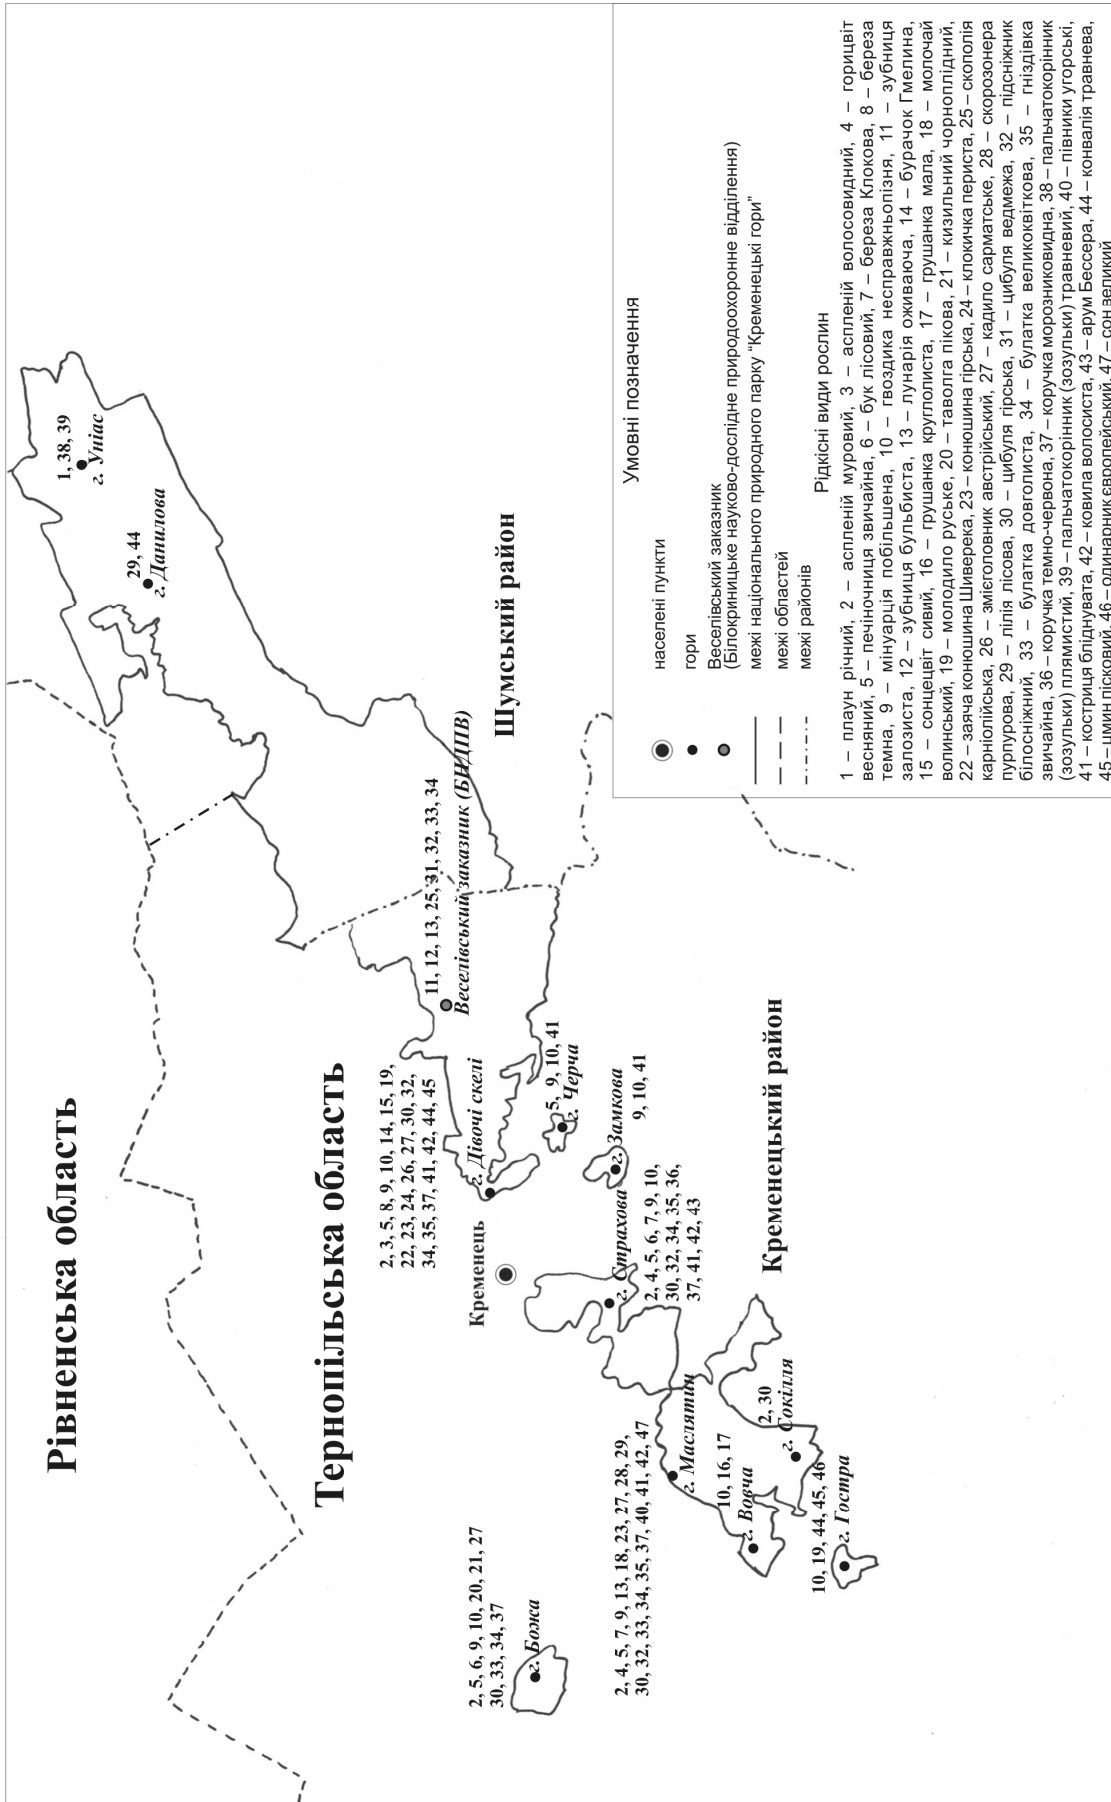 Рівненська область
Тернопільська область
1, 38, 39
г. Уніас
29, 44
г. Данилова
Шумський район
11, 12, 13, 25, 31, 32, 33, 34
Веселівський заказник (БНДПВ)
2, 3, 5, 8, 9, 10, 14, 15, 19,
22, 23, 24, 26, 27, 30, 32,
34, 35, 37, 41, 42, 44, 45
г. Дівочі скелі
Кременець
5, 9, 10, 41
г. Черча
г. Замкова
9, 10, 41
г. Страхова
2, 4, 5, 6, 7, 9, 10,
30, 32, 34, 35, 36,
37, 41, 42, 43
Кременецький район
2, 5, 6, 9, 10, 20, 21, 27
30, 33, 34, 37
г. Божа
2, 4, 5, 7, 9, 13, 18, 23, 27, 28, 29,
30, 32, 33, 34, 35, 37, 40, 41, 42, 47
г. Маслятин
10, 16, 17
г. Вовча
2, 30
г. Сокілля
10, 19, 44, 45, 46
г. Гостра
Умовні позначення
населені пункти
гори
Веселівський заказник
(Білокриницьке науково-дослідне природоохоронне відділення)
межі національного природного парку "Кременецькі гори"
межі областей
межі районів
Рідкісні види рослин
1 – плаун річний, 2 – аспленій муровий, 3 – аспленій волосовидний, 4 – горицвіт
весняний, 5 – печіночниця звичайна, 6 – бук лісовий, 7 – береза Клокова, 8 – береза
темна, 9 – мінуарція побільшена, 10 – гвоздика несправжньопізня, 11 – зубниця
залозиста, 12 – зубниця бульбиста, 13 – лунарія оживаюча, 14 – бурачок Гмелина,
15 – сонцецвіт сивий, 16 – грушанка круглолиста, 17 – грушанка мала, 18 – молочай
волинський, 19 – молодило руське, 20 – таволга пікова, 21 – кизильний чорноплідний,
22 – заяча конюшина Шиверека, 23 – конюшина гірська, 24 – клокичка периста, 25 – скополія
карніолійська, 26 – змієголовник австрійський, 27 – кадило сарматське, 28 – скорозонера
пурпурова, 29 – лілія лісова, 30 – цибуля гірська, 31 – цибуля ведмежа, 32 – підсніжник
білосніжний, 33 – булатка довголиста, 34 – булатка великоквіткова, 35 – гніздівка
звичайна, 36 – коручка темно-червона, 37 – коручка морозниковидна, 38 – пальчатокорінник
(зозульки) плямистий, 39 – пальчатокорінник (зозульки) травневий, 40 – півники угорські,
41 – костриця бліднувата, 42 – ковила волосиста, 43 – арум Бессера, 44 – конвалія травнева,
45 – цмин пісковий, 46 – одинарник європейський, 47 – сон великий